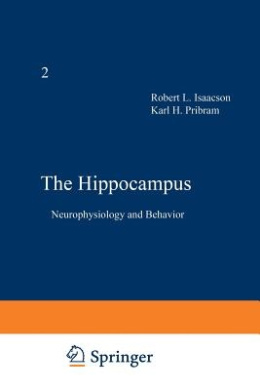 2
Robert L. Isaacson
Karl H. Pribram
The Hippocampus
Neurophysiology and Behavior
Springer